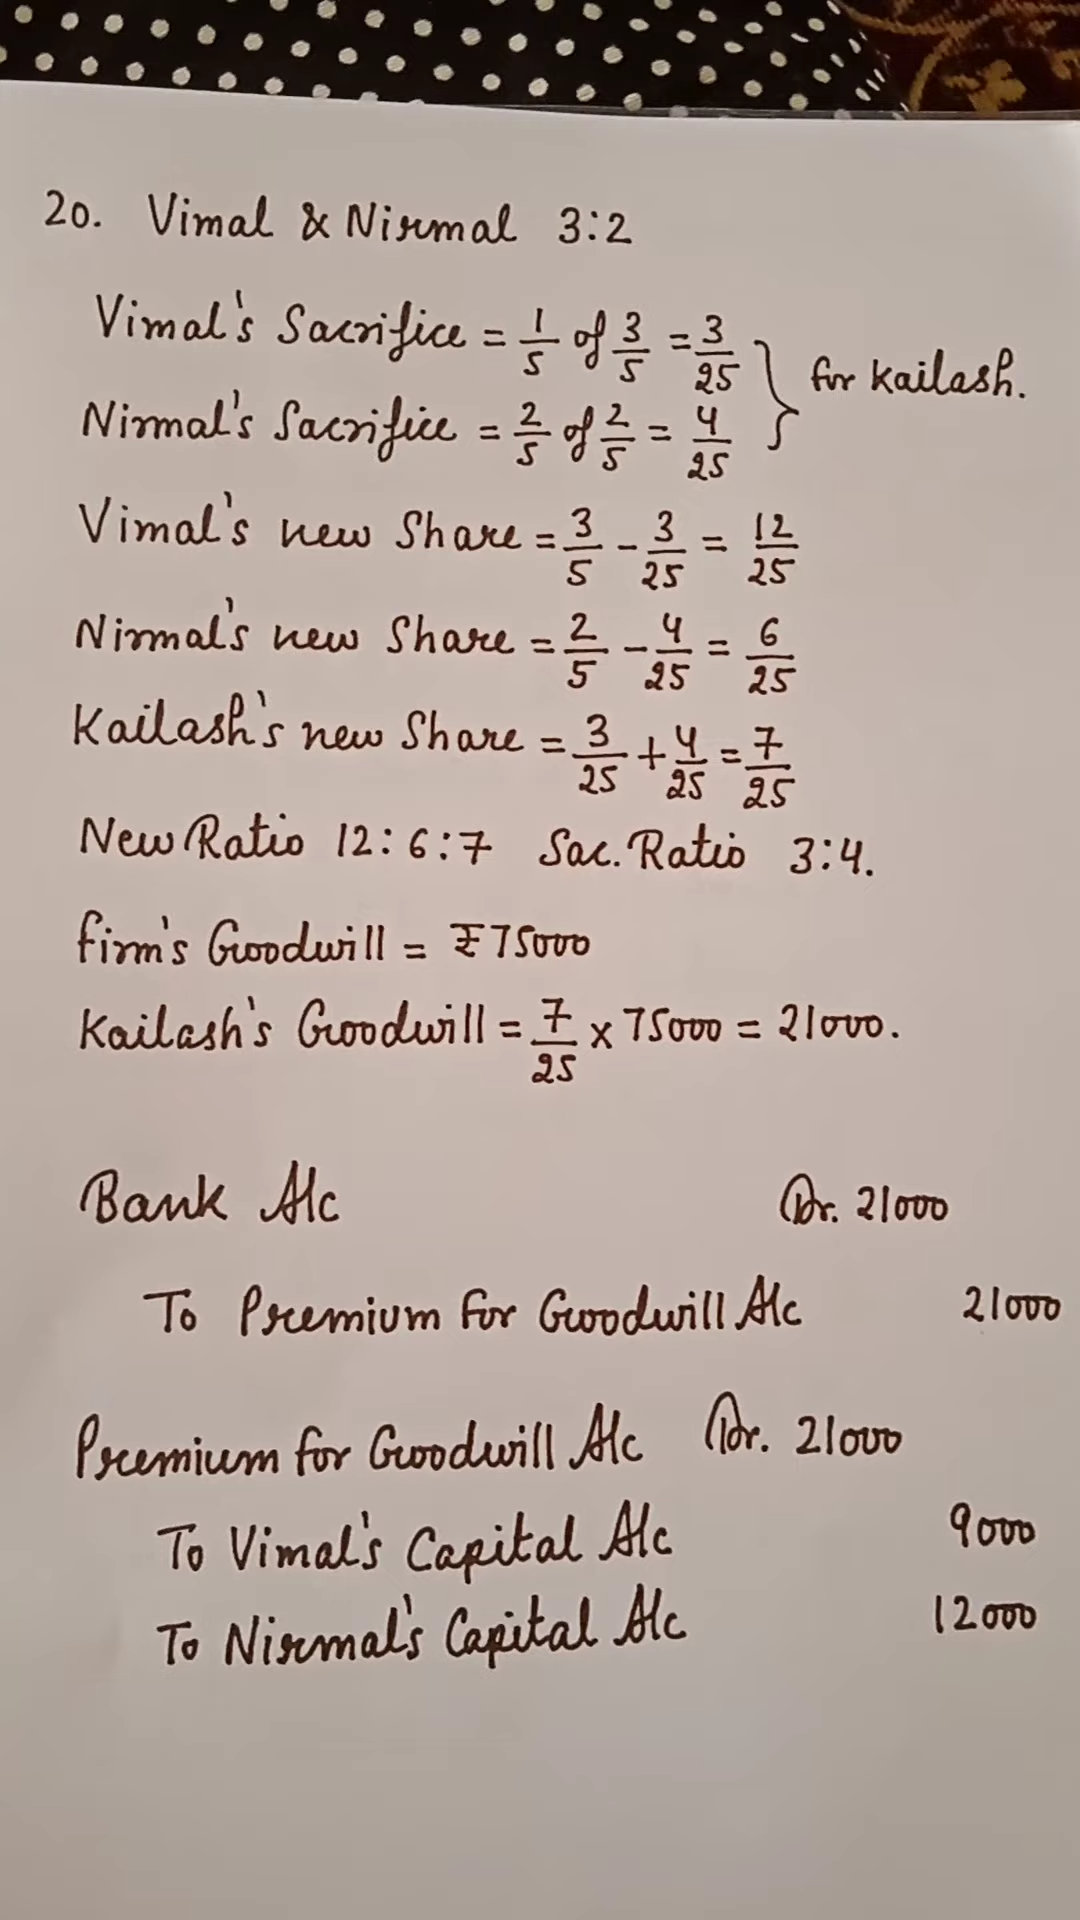 20. Vimal & Nirmal 3:2
Vimal's Sacrifice = 1/5 of 3/5 = 3/25 } for Kailash.
Nirmal's Sacrifice = 2/5 of 2/5 = 4/25
Vimal's new Share = 3/5 - 3/25 = 12/25
Nirmal's new Share = 2/5 - 4/25 = 6/25
Kailash's new Share = 3/25 + 4/25 = 7/25
New Ratio 12:6:7 Sac. Ratio 3:4.
firm's Goodwill = ₹75000
Kailash's Goodwill = 7/25 x 75000 = 21000.
Bank A/c Dr. 21000
To Premium for Goodwill A/c 21000
Premium for Goodwill A/c Dr. 21000
To Vimal's Capital A/c 9000
To Nirmal's Capital A/c 12000